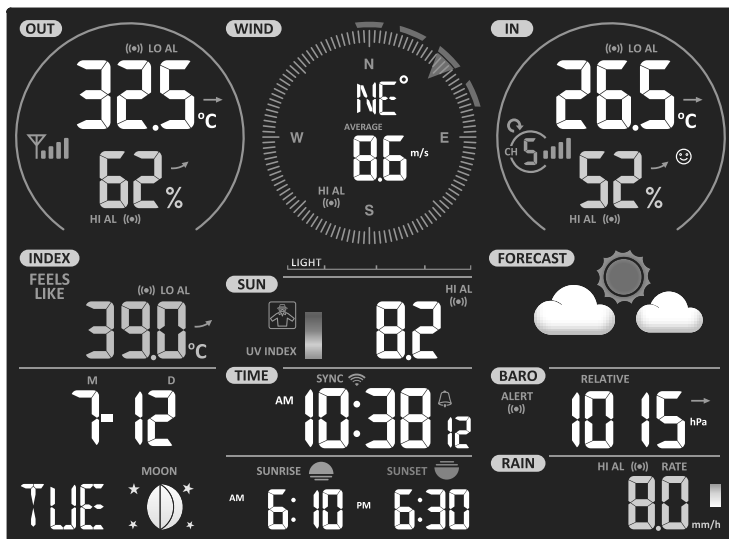 OUT
((•)) LO AL
32.5 °C
62 %
HI AL ((•))
WIND
N
NE°
W
E
AVERAGE
8.6 m/s
HI AL
((•))
S
IN
((•)) LO AL
26.5 °C
CH 5
52 %
HI AL ((•))
INDEX
FEELS
LIKE
((•)) LO AL
39.0 °C
LIGHT
SUN
HI AL
((•))
UV INDEX
8.2
FORECAST
M D
7-12
TUE
MOON
TIME
SYNC
AM 10:38 12
SUNRISE
AM 6:10
SUNSET
PM 6:30
BARO
RELATIVE
ALERT
((•))
1015 hPa
RAIN
HI AL ((•)) RATE
8.0 mm/h